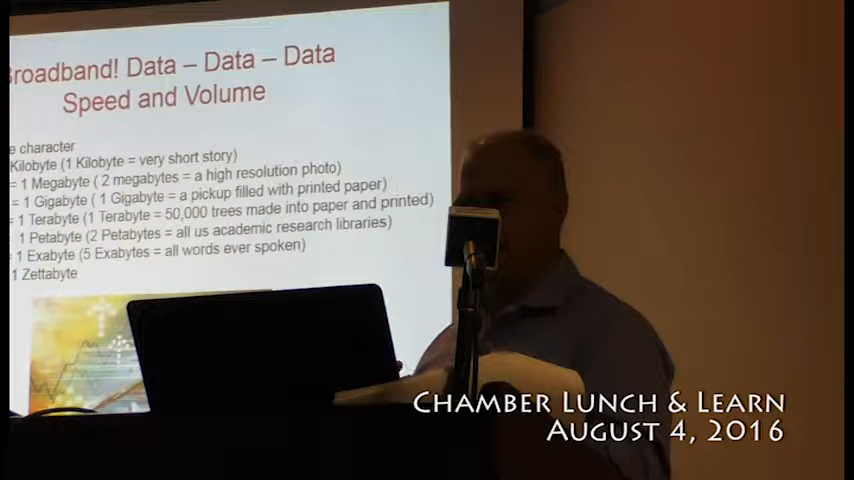 Broadband! Data – Data – Data
Speed and Volume
e character
Kilobyte (1 Kilobyte = very short story)
= 1 Megabyte ( 2 megabytes = a high resolution photo)
= 1 Gigabyte ( 1 Gigabyte = a pickup filled with printed paper)
= 1 Terabyte (1 Terabyte = 50,000 trees made into paper and printed)
1 Petabyte (2 Petabytes = all us academic research libraries)
= 1 Exabyte (5 Exabytes = all words ever spoken)
1 Zettabyte
Chamber Lunch & Learn
August 4, 2016